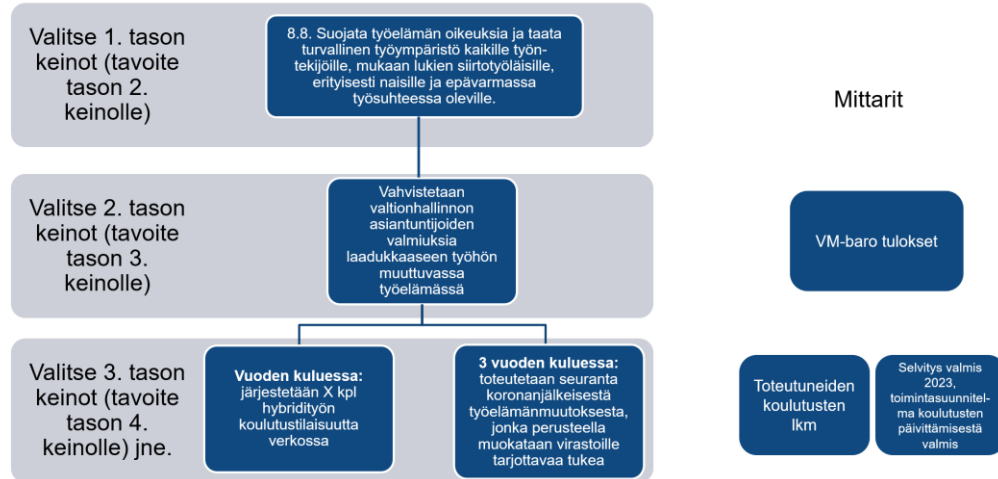 Valitse 1. tason
keinot (tavoite
tason 2.
keinolle)
8.8. Suojata työelämän oikeuksia ja taata
turvallinen työympäristö kaikille työn-
tekijöille, mukaan lukien siirtotyöläisille,
erityisesti naisille ja epävarmassa
työsuhteessa oleville.
Mittarit
Valitse 2. tason
keinot (tavoite
tason 3.
keinolle)
Vahvistetaan
valtionhallinnon
asiantuntijoiden
valmiuksia
laadukkaaseen työhön
muuttuvassa
työelämässä
VM-baro tulokset
Valitse 3. tason
keinot (tavoite
tason 4.
keinolle) jne.
Vuoden kuluessa:
järjestetään X kpl
hybridityön
koulutustilaisuutta
verkossa
3 vuoden kuluessa:
toteutetaan seuranta
koronanjälkeisestä
työelämänmuutoksesta,
jonka perusteella
muokataan virastoille
tarjottavaa tukea
Toteutuneiden
koulutusten
lkm
Selvitys valmis
2023,
toimintasuunnitel-
ma koulutusten
päivittämisestä
valmis